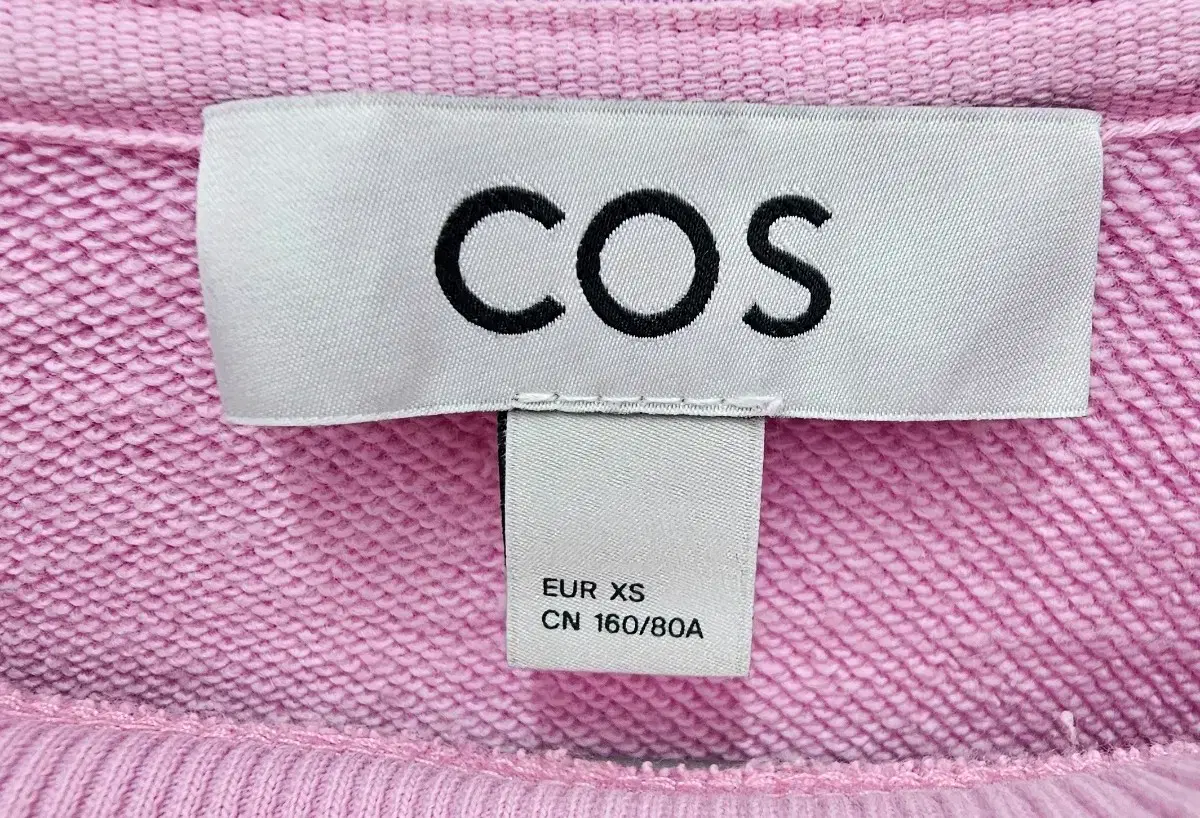 COS
EUR XS
CN 160/80A